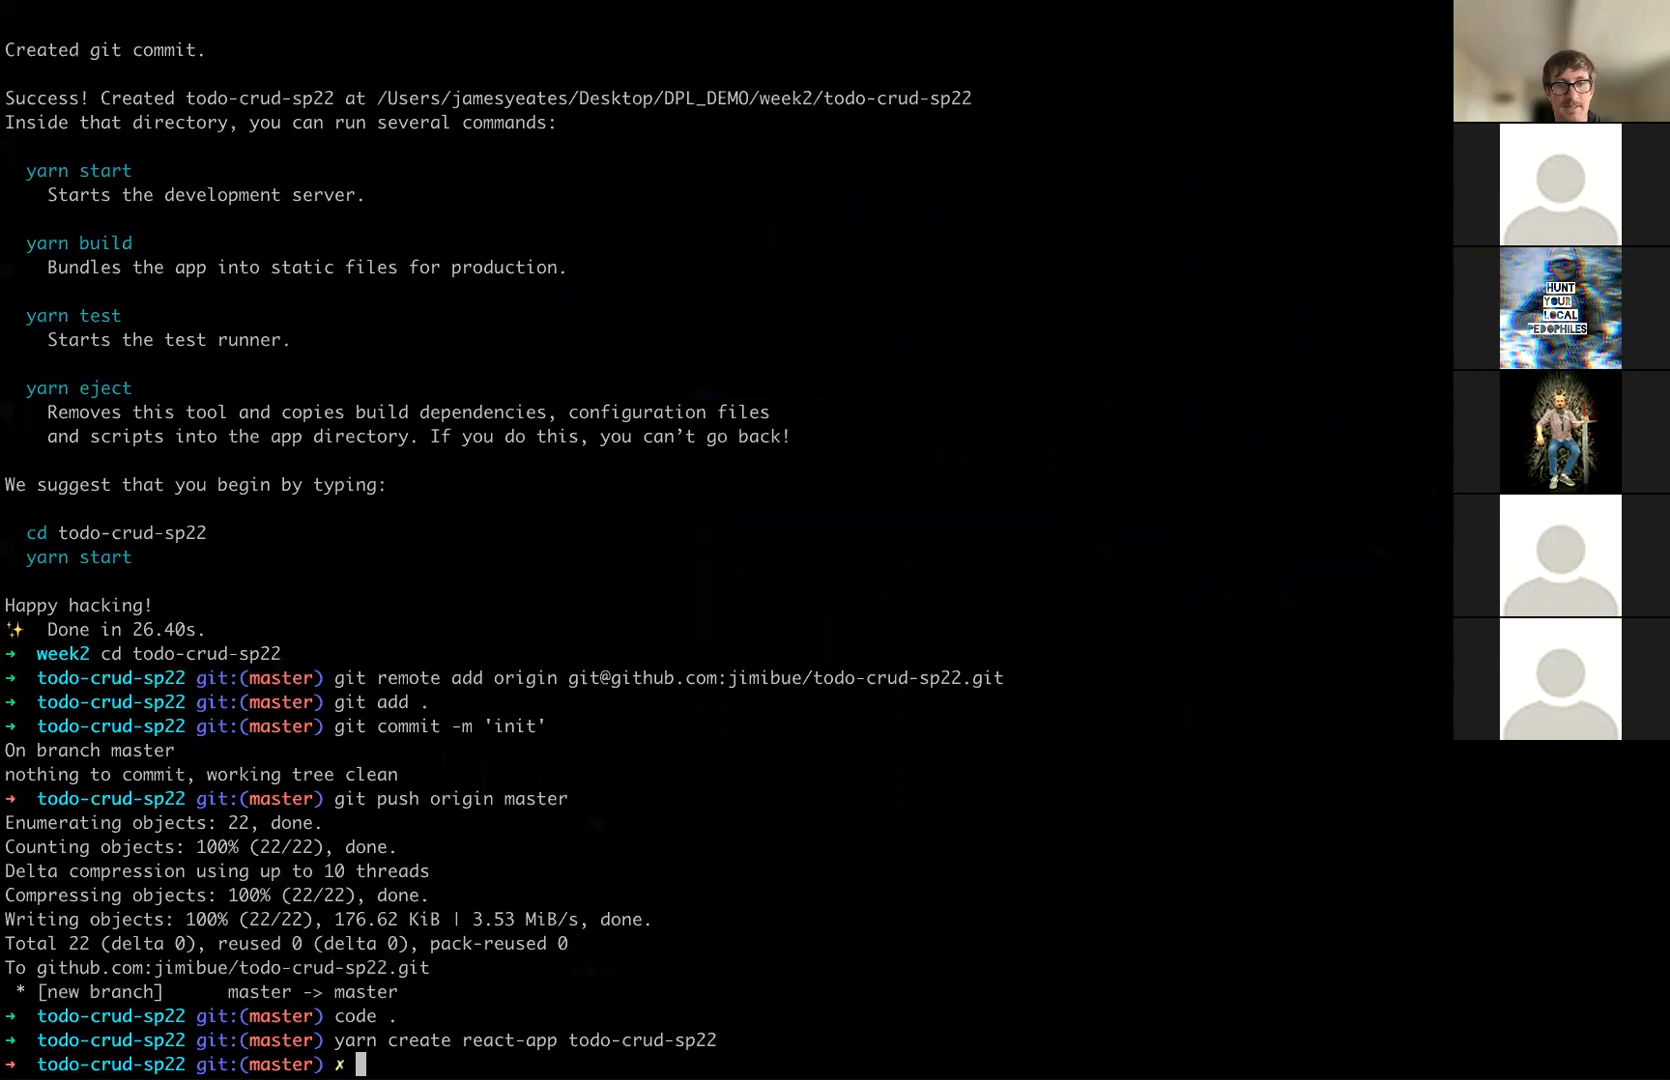 Created git commit.
Success! Created todo-crud-sp22 at /Users/jamesyeates/Desktop/DPL_DEMO/week2/todo-crud-sp22
Inside that directory, you can run several commands:
yarn start
Starts the development server.
yarn build
Bundles the app into static files for production.
yarn test
Starts the test runner.
yarn eject
Removes this tool and copies build dependencies, configuration files
and scripts into the app directory. If you do this, you can’t go back!
We suggest that you begin by typing:
cd todo-crud-sp22
yarn start
Happy hacking!
✨ Done in 26.40s.
➜ week2 cd todo-crud-sp22
➜ todo-crud-sp22 git:(master) git remote add origin git@github.com:jimibue/todo-crud-sp22.git
➜ todo-crud-sp22 git:(master) git add .
➜ todo-crud-sp22 git:(master) git commit -m 'init'
On branch master
nothing to commit, working tree clean
➜ todo-crud-sp22 git:(master) git push origin master
Enumerating objects: 22, done.
Counting objects: 100% (22/22), done.
Delta compression using up to 10 threads
Compressing objects: 100% (22/22), done.
Writing objects: 100% (22/22), 176.62 KiB | 3.53 MiB/s, done.
Total 22 (delta 0), reused 0 (delta 0), pack-reused 0
To github.com:jimibue/todo-crud-sp22.git
* [new branch] master -> master
➜ todo-crud-sp22 git:(master) code .
➜ todo-crud-sp22 git:(master) yarn create react-app todo-crud-sp22
➜ todo-crud-sp22 git:(master) ✗
HUNT
YOUR
LOCAL
PEDOPHILES